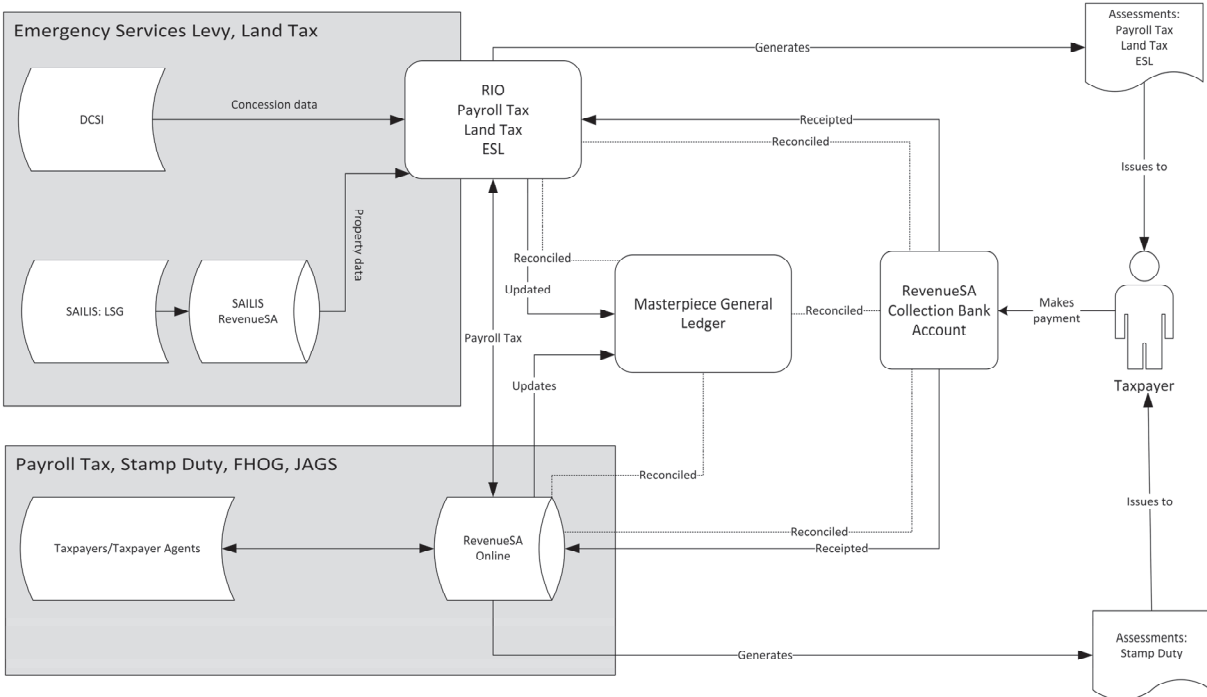 Emergency Services Levy, Land Tax
DCSI
Concession data
RIO
Payroll Tax
Land Tax
ESL
Generates
Assessments:
Payroll Tax
Land Tax
ESL
Receipted
Reconciled
Issues to
Property data
SAILIS: LSG
SAILIS
RevenueSA
Reconciled
Updated
Masterpiece General
Ledger
Reconciled
RevenueSA
Collection Bank
Account
Makes
payment
Taxpayer
Payroll Tax
Updates
Payroll Tax, Stamp Duty, FHOG, JAGS
Reconciled
Taxpayers/Taxpayer Agents
RevenueSA
Online
Reconciled
Receipted
Issues to
Generates
Assessments:
Stamp Duty